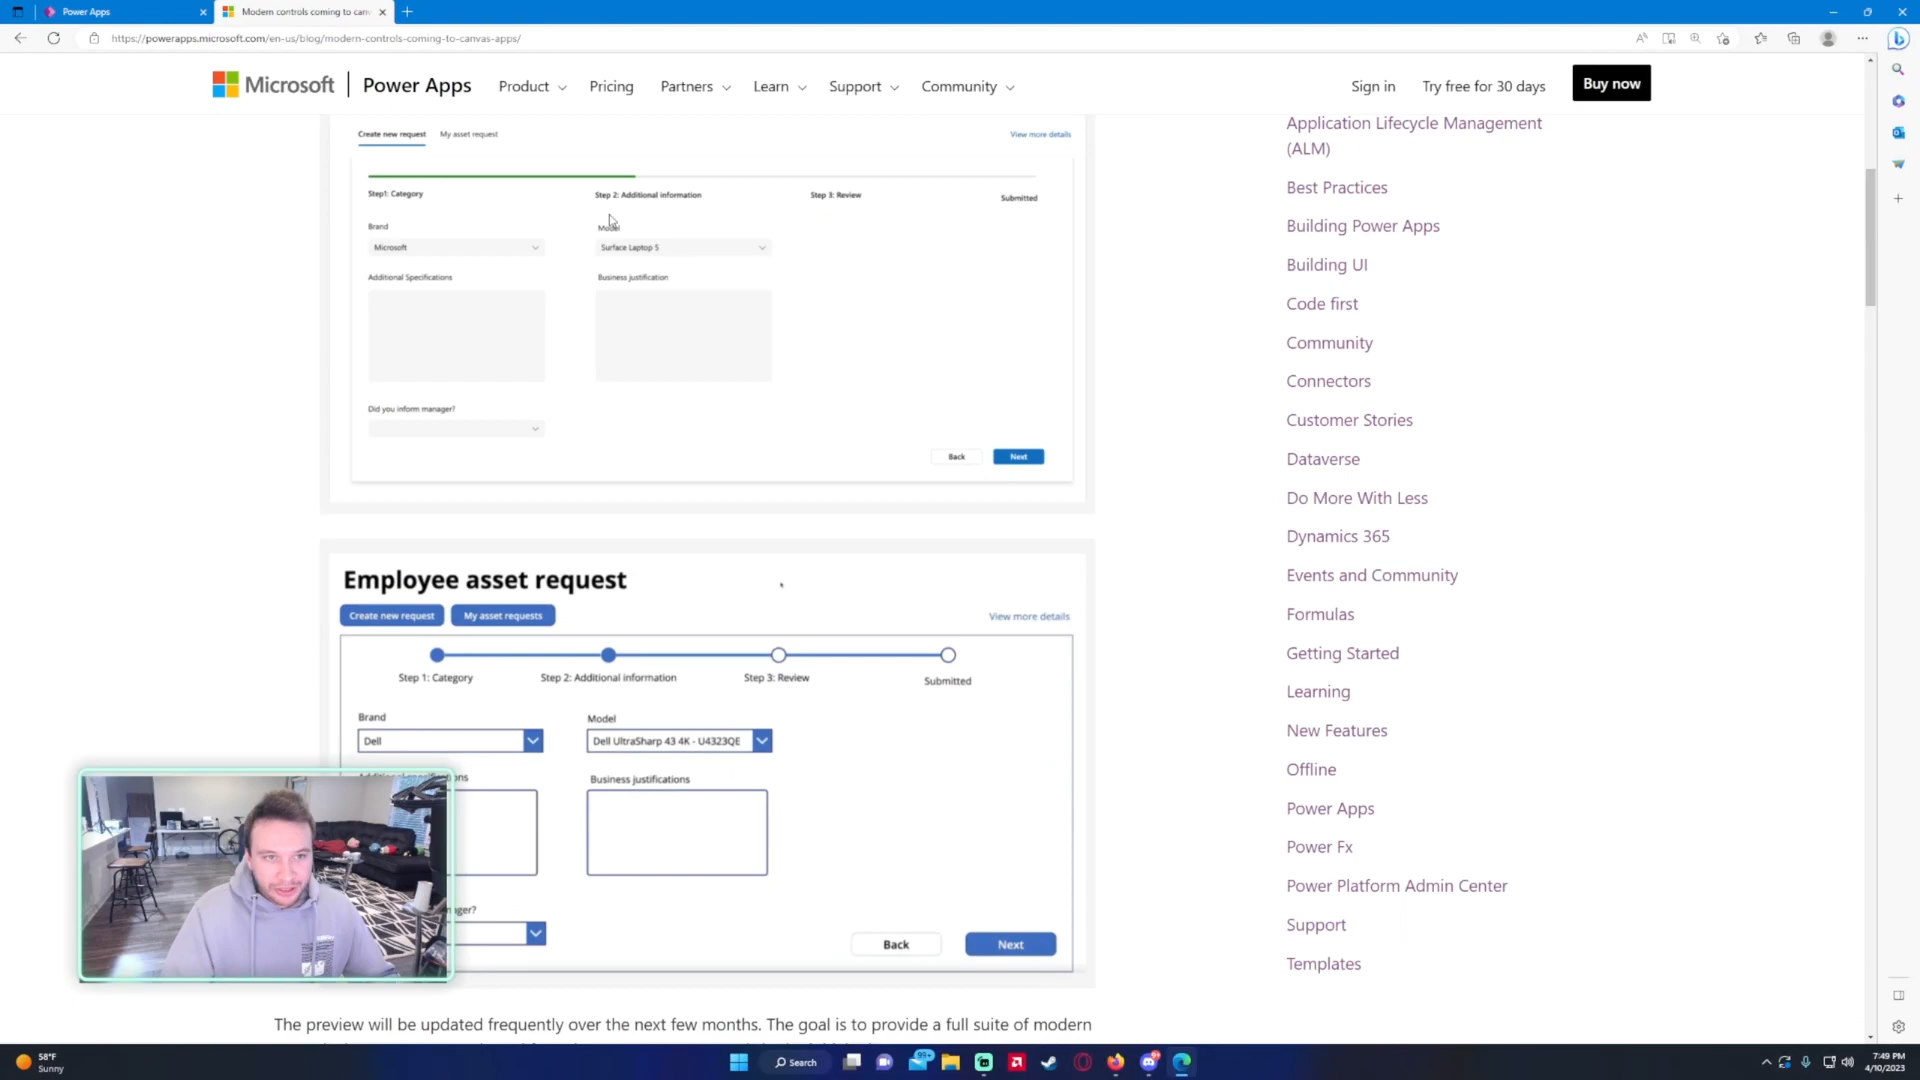 Power Apps
Modern controls coming to can
https://powerapps.microsoft.com/en-us/blog/modern-controls-coming-to-canvas-apps/
Microsoft
Power Apps
Product
Pricing
Partners
Learn
Support
Community
Sign in
Try free for 30 days
Buy now
Create new request
My asset request
View more details
Step1: Category
Step 2: Additional information
Step 3: Review
Submitted
Brand
Model
Microsoft
Surface Laptop 5
Additional Specifications
Business justification
Did you inform manager?
Back
Next
Employee asset request
Create new request
My asset requests
View more details
Step 1: Category
Step 2: Additional information
Step 3: Review
Submitted
Brand
Model
Dell
Dell UltraSharp 43 4K - U4323QE
Business justifications
Back
Next
The preview will be updated frequently over the next few months. The goal is to provide a full suite of modern
Application Lifecycle Management
(ALM)
Best Practices
Building Power Apps
Building UI
Code first
Community
Connectors
Customer Stories
Dataverse
Do More With Less
Dynamics 365
Events and Community
Formulas
Getting Started
Learning
New Features
Offline
Power Apps
Power Fx
Power Platform Admin Center
Support
Templates
58°F
Sunny
Search
99+
7:49 PM
4/10/2023